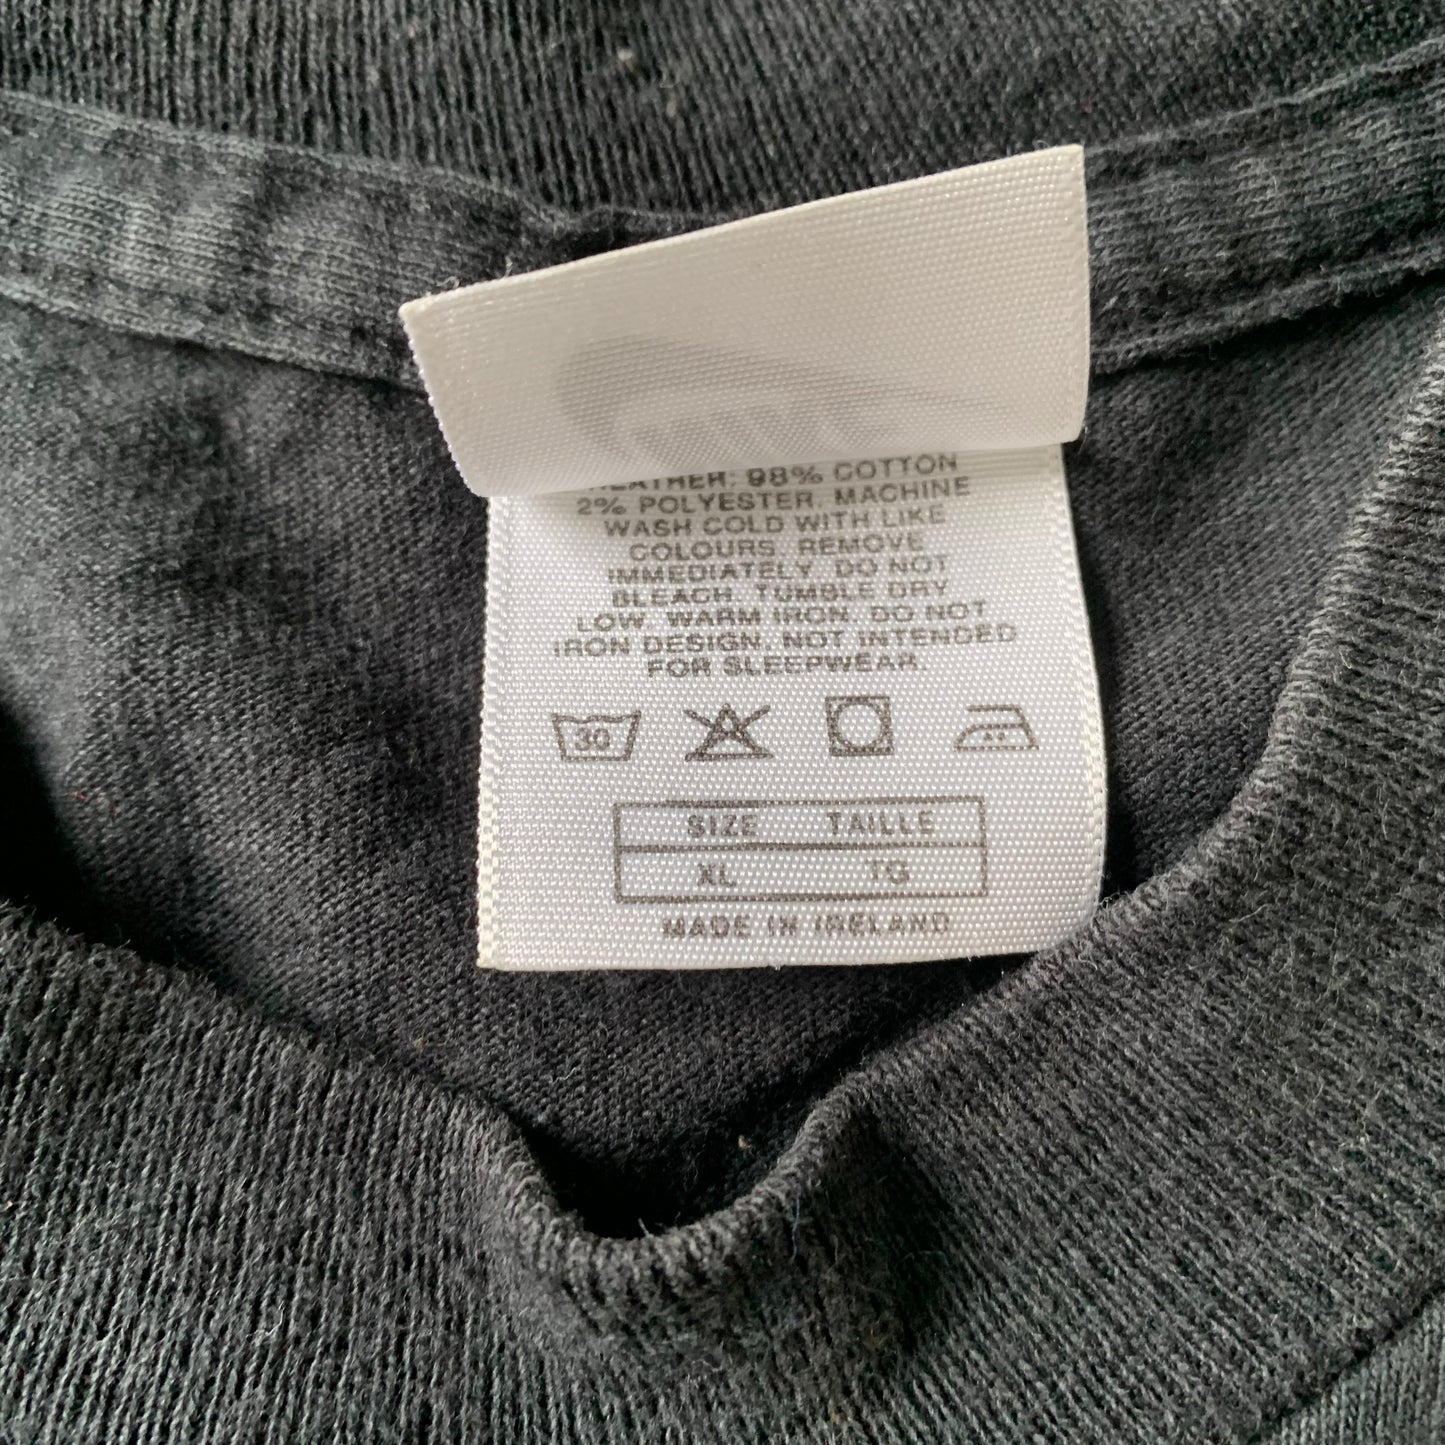 HEATHER: 98% COTTON
2% POLYESTER. MACHINE
WASH COLD WITH LIKE
COLOURS. REMOVE
IMMEDIATELY. DO NOT
BLEACH. TUMBLE DRY
LOW. WARM IRON. DO NOT
IRON DESIGN. NOT INTENDED
FOR SLEEPWEAR.
30
SIZE TAILLE
XL TG
MADE IN IRELAND